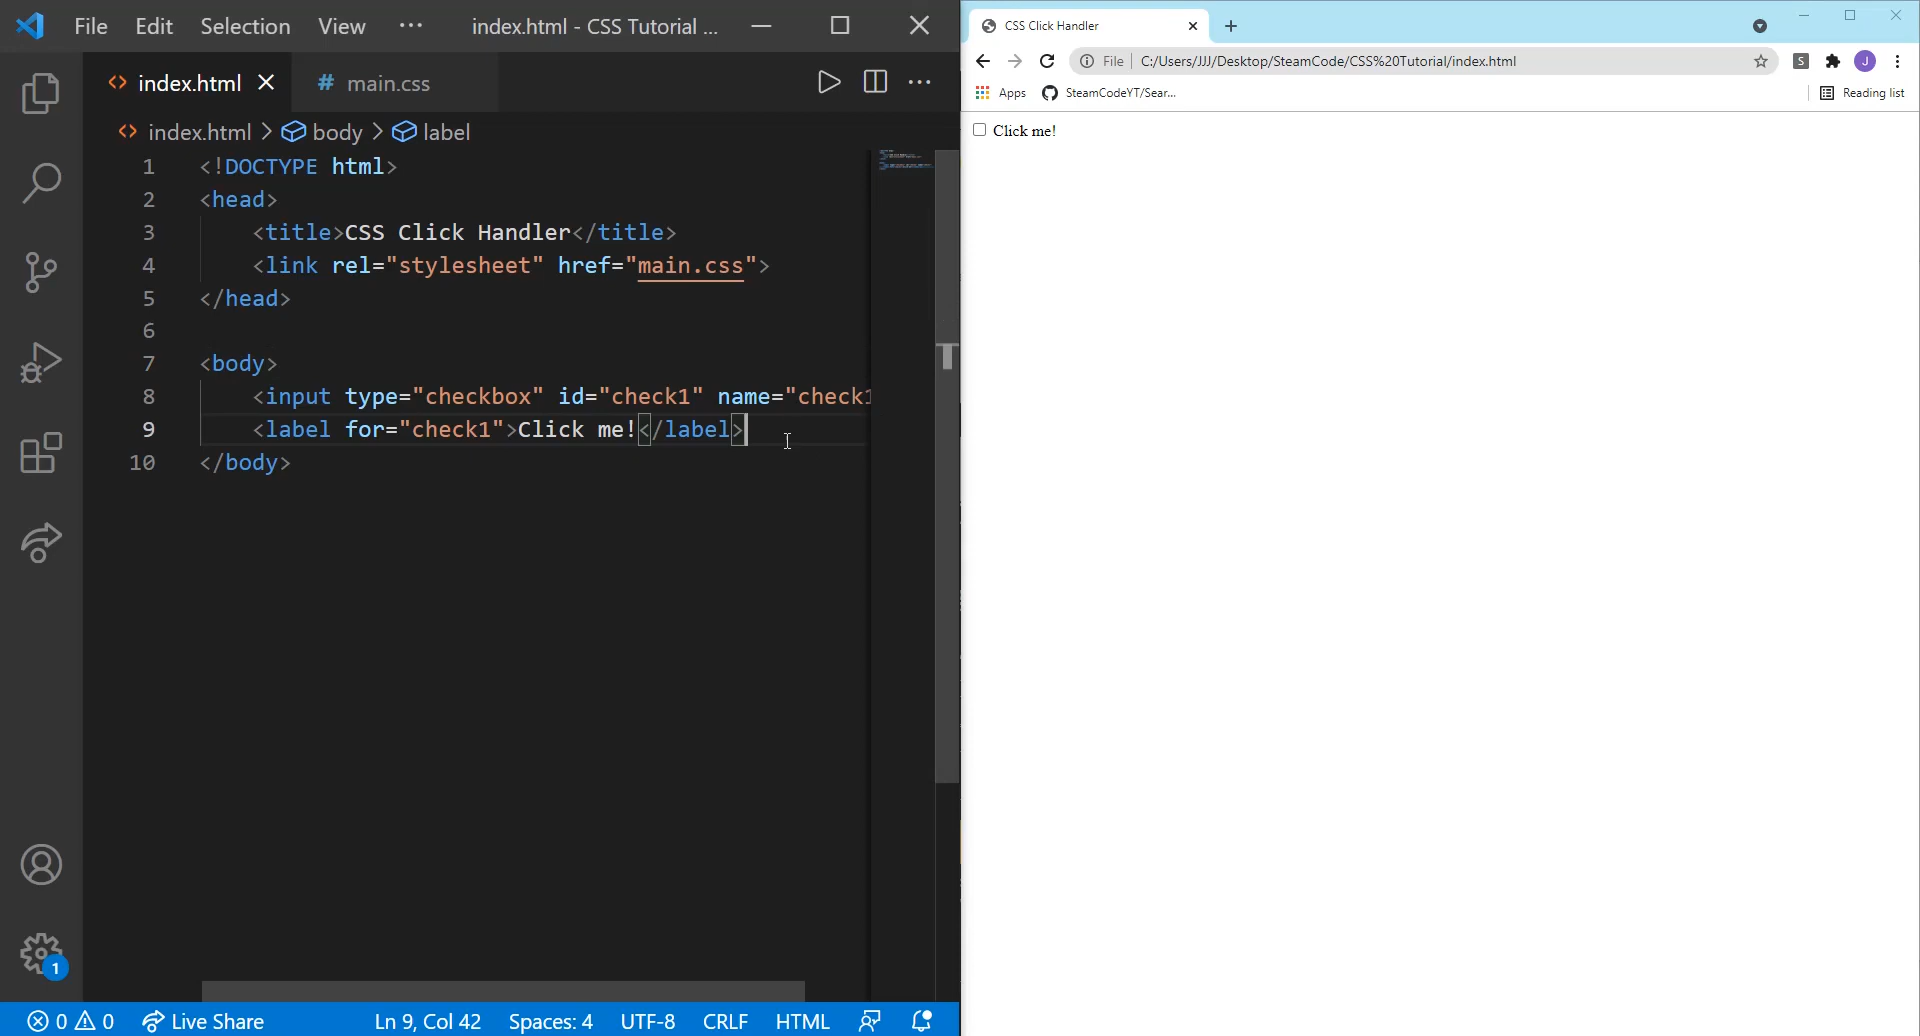 File Edit Selection View ··· index.html - CSS Tutorial ...
index.html main.css
index.html > body > label
1 <!DOCTYPE html>
2 <head>
3 <title>CSS Click Handler</title>
4 <link rel="stylesheet" href="main.css">
5 </head>
6
7 <body>
8 <input type="checkbox" id="check1" name="check1
9 <label for="check1">Click me!</label>
10 </body>
1
0 0 Live Share Ln 9, Col 42 Spaces: 4 UTF-8 CRLF HTML
CSS Click Handler
File C:/Users/JJJ/Desktop/SteamCode/CSS%20Tutorial/index.html S J
Apps SteamCodeYT/Sear... Reading list
Click me!